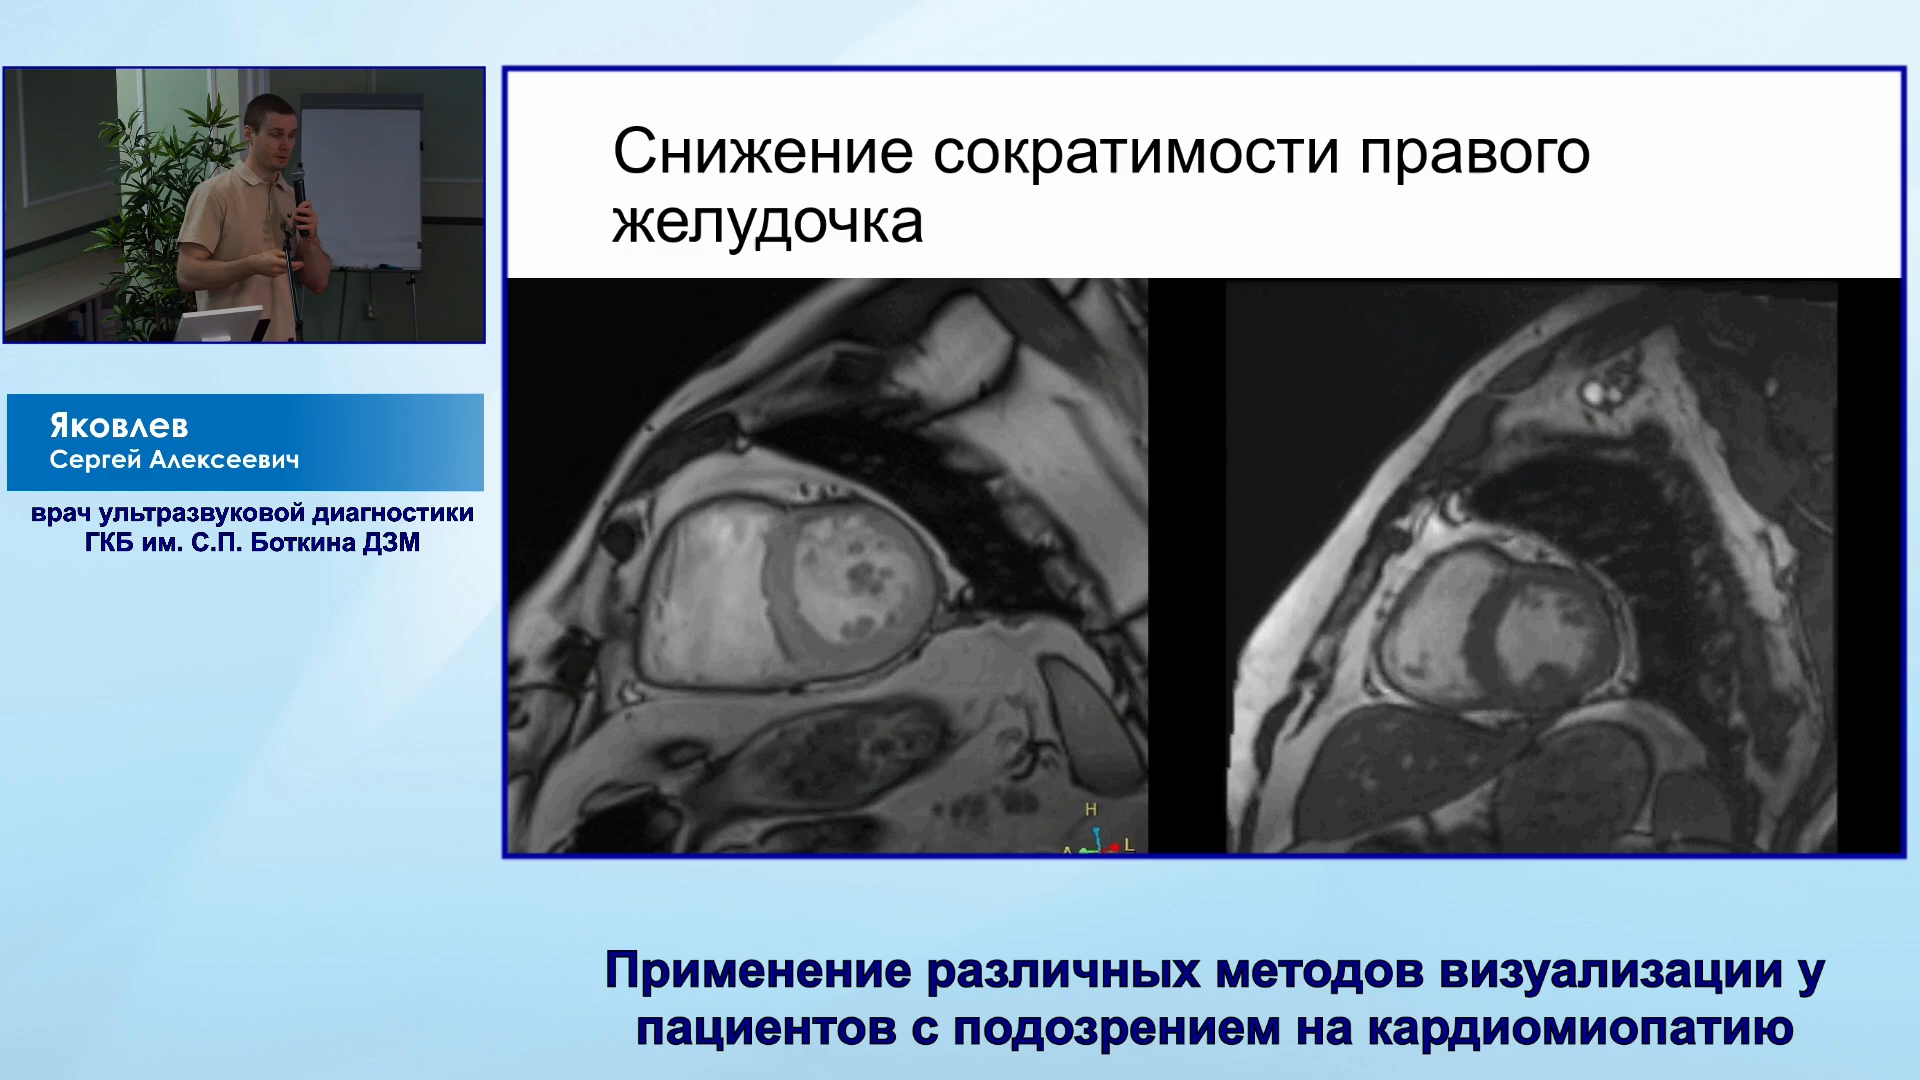 Снижение сократимости правого
желудочка
Яковлев
Сергей Алексеевич
врач ультразвуковой диагностики
ГКБ им. С.П. Боткина ДЗМ
H
A
L
Применение различных методов визуализации у
пациентов с подозрением на кардиомиопатию